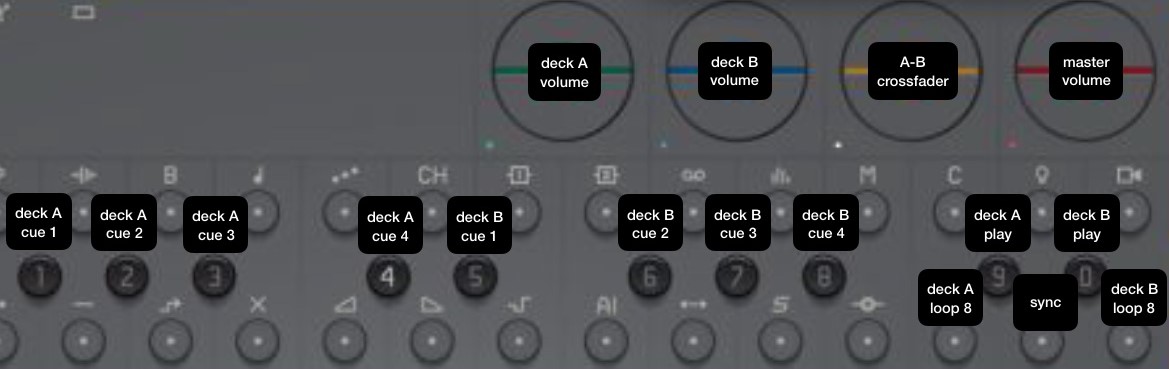 deck A
volume
deck B
volume
A-B
crossfader
master
volume
B
CH
1
2
M
C
deck A
cue 1
deck A
cue 2
deck A
cue 3
deck A
cue 4
deck B
cue 1
deck B
cue 2
deck B
cue 3
deck B
cue 4
deck A
play
deck B
play
1
2
3
4
5
6
7
8
9
0
deck A
loop 8
sync
deck B
loop 8
AI
S